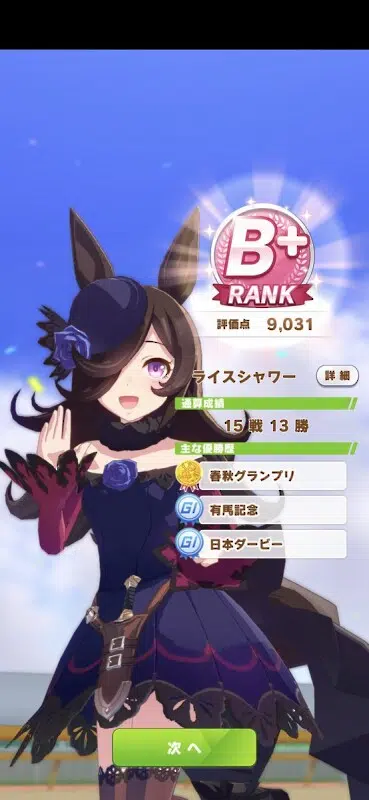 B+
RANK
評価点 9,031
ライスシャワー 詳細
通算成績
15 戦 13 勝
主な優勝歴
春秋グランプリ
GI 有馬記念
GI 日本ダービー
次へ